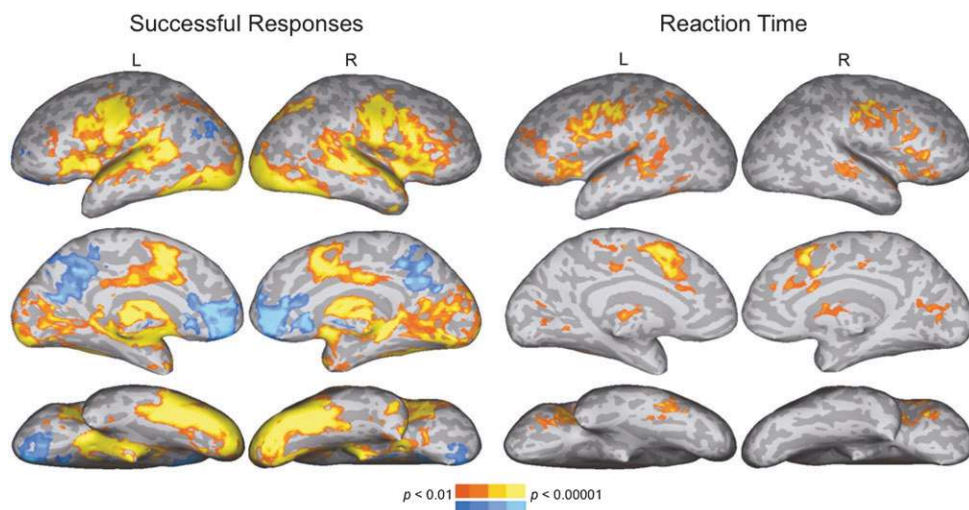 Successful Responses
Reaction Time
L
R
L
R
p < 0.01
p < 0.00001